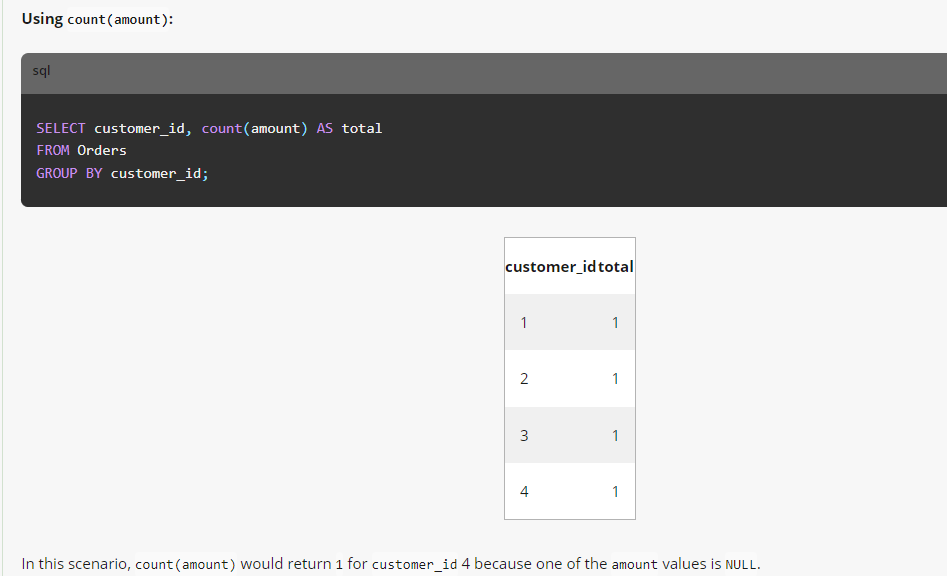 Using count(amount):
sql
SELECT customer_id, count(amount) AS total
FROM Orders
GROUP BY customer_id;
customer_id total
1 1
2 1
3 1
4 1
In this scenario, count(amount) would return 1 for customer_id 4 because one of the amount values is NULL.